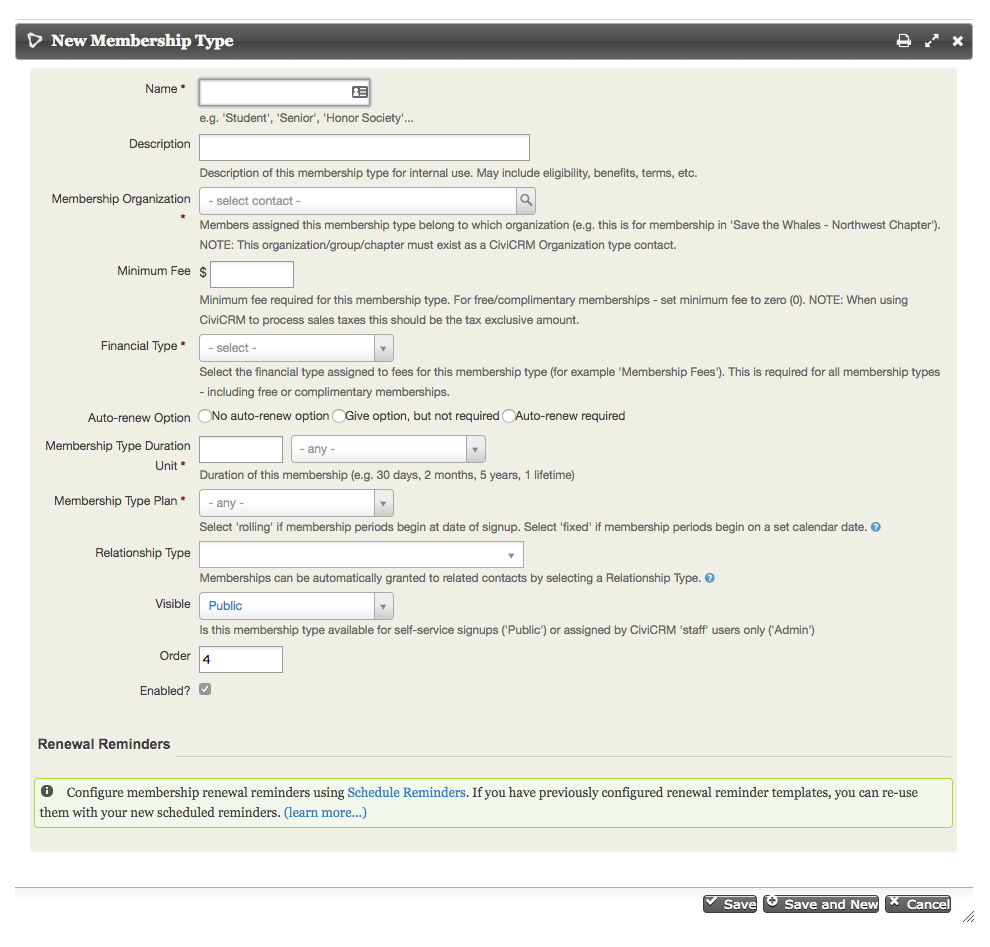 New Membership Type
Name *
e.g. 'Student', 'Senior', 'Honor Society'...
Description
Description of this membership type for internal use. May include eligibility, benefits, terms, etc.
Membership Organization
*
- select contact -
Members assigned this membership type belong to which organization (e.g. this is for membership in 'Save the Whales - Northwest Chapter').
NOTE: This organization/group/chapter must exist as a CiviCRM Organization type contact.
Minimum Fee $
Minimum fee required for this membership type. For free/complimentary memberships - set minimum fee to zero (0). NOTE: When using
CiviCRM to process sales taxes this should be the tax exclusive amount.
Financial Type * - select -
Select the financial type assigned to fees for this membership type (for example 'Membership Fees'). This is required for all membership types
- including free or complimentary memberships.
Auto-renew Option No auto-renew option Give option, but not required Auto-renew required
Membership Type Duration
Unit *
- any -
Duration of this membership (e.g. 30 days, 2 months, 5 years, 1 lifetime)
Membership Type Plan * - any -
Select 'rolling' if membership periods begin at date of signup. Select 'fixed' if membership periods begin on a set calendar date. ?
Relationship Type
Memberships can be automatically granted to related contacts by selecting a Relationship Type. ?
Visible Public
Is this membership type available for self-service signups ('Public') or assigned by CiviCRM 'staff' users only ('Admin')
Order 4
Enabled?
Renewal Reminders
Configure membership renewal reminders using Schedule Reminders. If you have previously configured renewal reminder templates, you can re-use
them with your new scheduled reminders. (learn more...)
Save Save and New Cancel